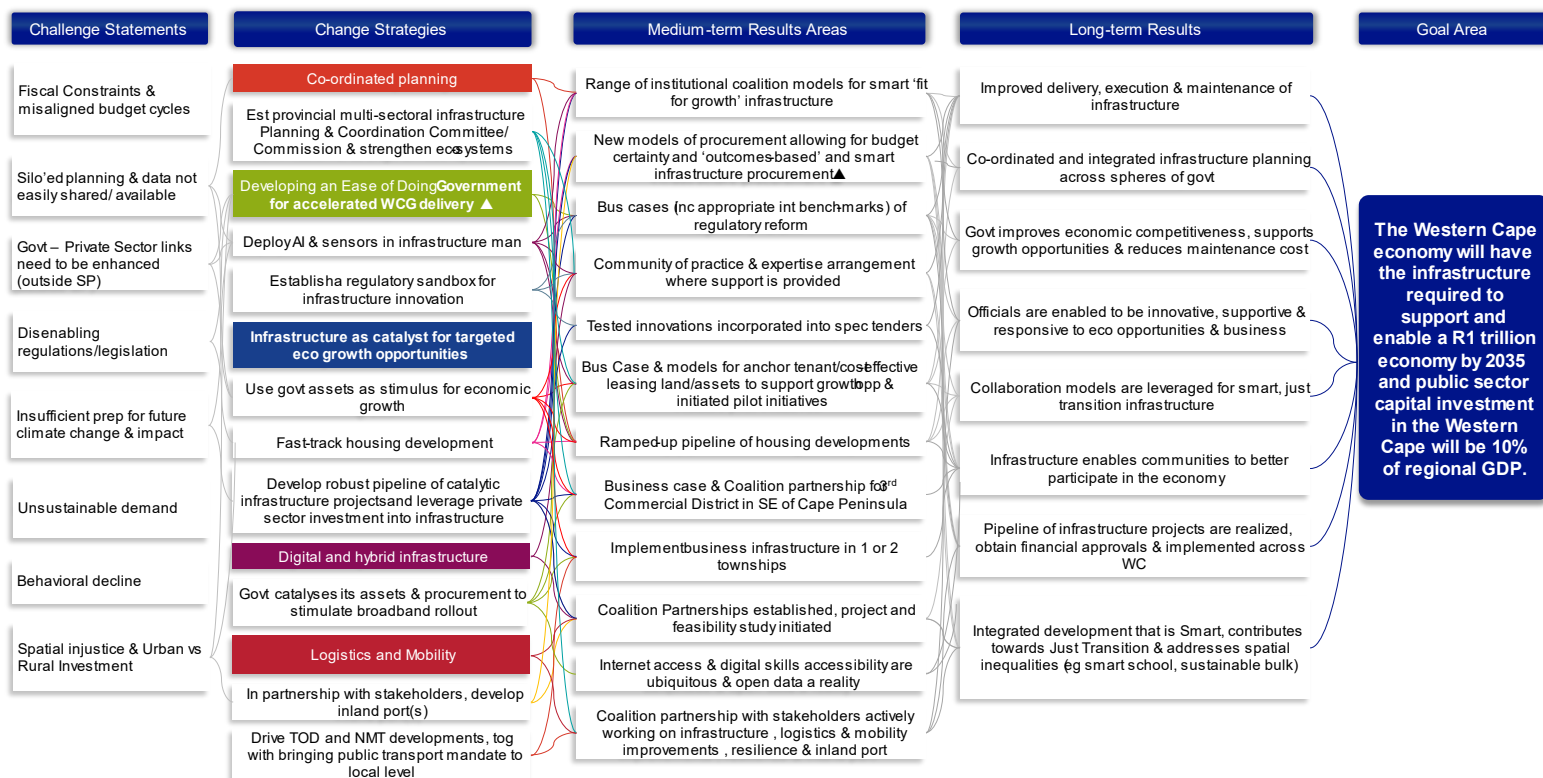 Challenge Statements
Change Strategies
Medium-term Results Areas
Long-term Results
Goal Area
Fiscal Constraints &
misaligned budget cycles
Silo'ed planning & data not
easily shared/ available
Govt – Private Sector links
need to be enhanced
(outside SP)
Disenabling
regulations/legislation
Insufficient prep for future
climate change & impact
Unsustainable demand
Behavioral decline
Spatial injustice & Urban vs
Rural Investment
Co-ordinated planning
Est provincial multi-sectoral infrastructure
Planning & Coordination Committee/
Commission & strengthen ecosystems
Developing an Ease of Doing Government
for accelerated WCG delivery ▲
Deploy AI & sensors in infrastructure man
Establish a regulatory sandbox for
infrastructure innovation
Infrastructure as catalyst for targeted
eco growth opportunities
Use govt assets as stimulus for economic
growth
Fast-track housing development
Develop robust pipeline of catalytic
infrastructure projects and leverage private
sector investment into infrastructure
Digital and hybrid infrastructure
Govt catalyses its assets & procurement to
stimulate broadband rollout
Logistics and Mobility
In partnership with stakeholders, develop
inland port(s)
Drive TOD and NMT developments, tog
with bringing public transport mandate to
local level
Range of institutional coalition models for smart 'fit
for growth' infrastructure
New models of procurement allowing for budget
certainty and 'outcomes-based' and smart
infrastructure procurement▲
Bus cases (inc appropriate int bench-marks) of
regulatory reform
Community of practice & expertise arrangement
where support is provided
Tested innovations incorporated into spec tenders
Bus Case & models for anchor tenant/cost-effective
leasing land/assets to support growth opp &
initiated pilot initiatives
Ramped-up pipeline of housing developments
Business case & Coalition partnership for 3rd
Commercial District in SE of Cape Peninsula
Implement business infrastructure in 1 or 2
townships
Coalition Partnerships established, project and
feasibility study initiated
Internet access & digital skills accessibility are
ubiquitous & open data a reality
Coalition partnership with stakeholders actively
working on infrastructure , logistics & mobility
improvements , resilience & inland port
Improved delivery, execution & maintenance of
infrastructure
Co-ordinated and integrated infrastructure planning
across spheres of govt
Govt improves economic competitiveness, supports
growth opportunities & reduces maintenance cost
Officials are enabled to be innovative, supportive &
responsive to eco opportunities & business
Collaboration models are leveraged for smart, just
transition infrastructure
Infrastructure enables communities to better
participate in the economy
Pipeline of infrastructure projects are realized,
obtain financial approvals & implemented across
WC
Integrated development that is Smart, contributes
towards Just Transition & addresses spatial
inequalities (eg smart school, sustainable bulk)
The Western Cape
economy will have
the infrastructure
required to
support and
enable a R1 trillion
economy by 2035
and public sector
capital investment
in the Western
Cape will be 10%
of regional GDP.